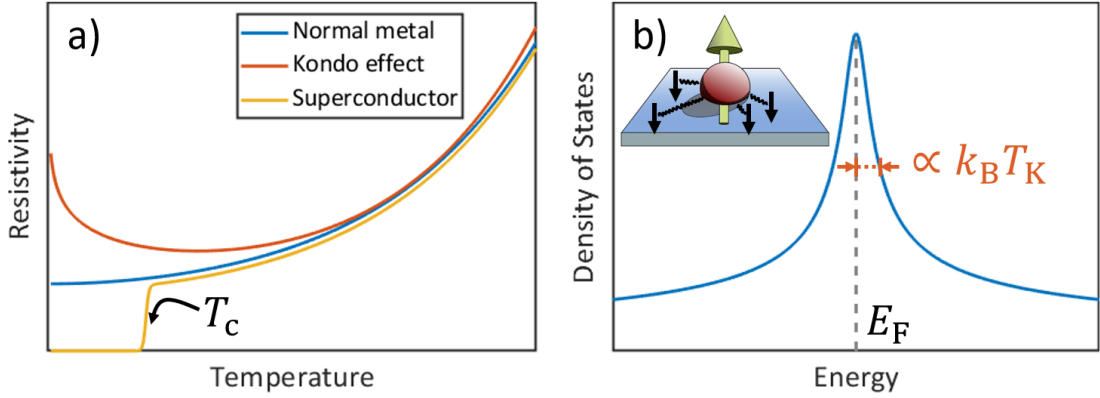 a)
Normal metal
Kondo effect
Superconductor
Resistivity
T_c
Temperature
b)
Density of States
∝ k_B T_K
E_F
Energy